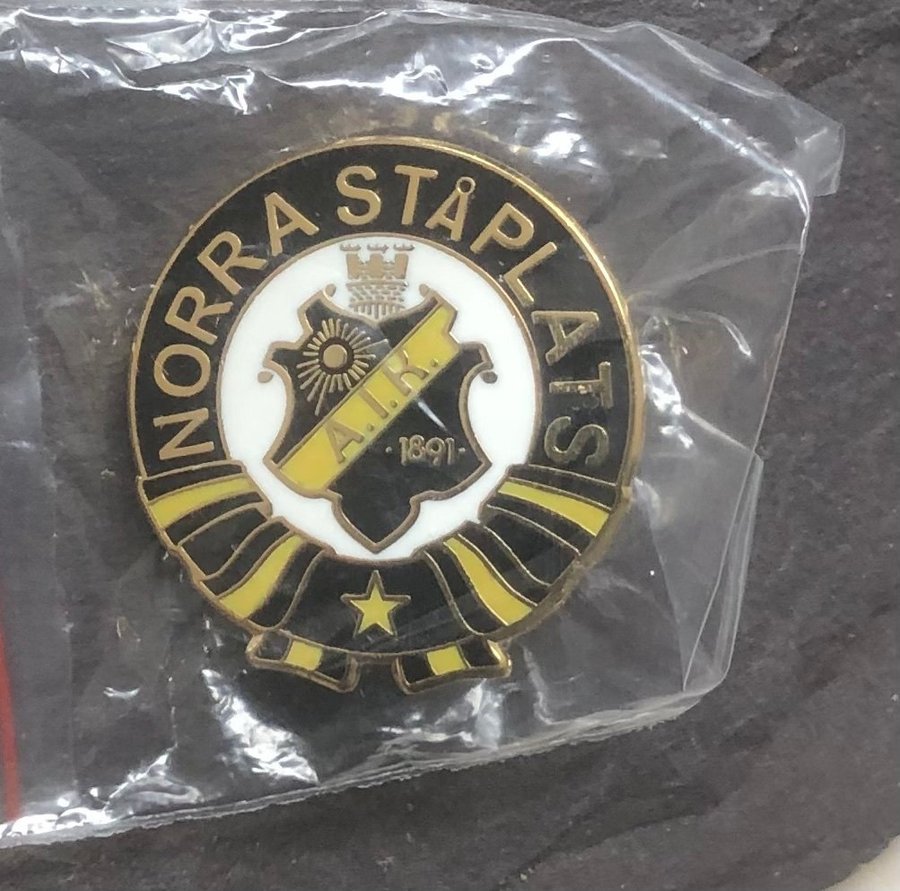 NORRA STÅPLATS
A.I.K.
·1891·